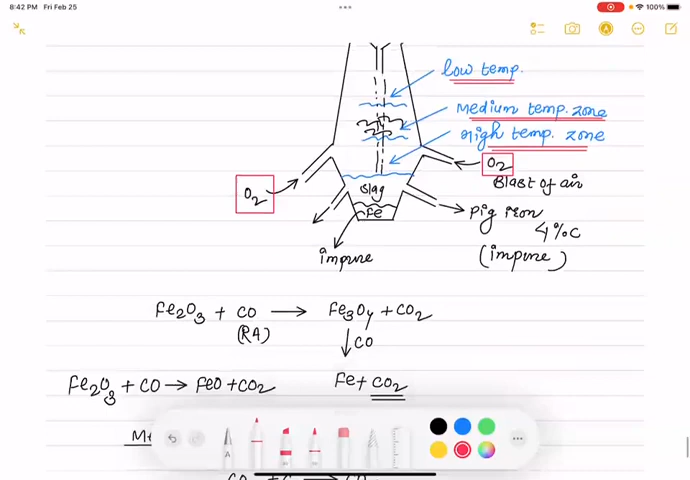 8:42 PM Fri Feb 25
100%
low temp.
Medium temp. zone
High temp. zone
O2
O2
Blast of air
slag
Fe
Pig iron
4%C
impure
(impure)
Fe2O3 + CO → Fe3O4 + CO2
(RA)
↓CO
Fe2O3 + CO → FeO + CO2
Fe + CO2
A